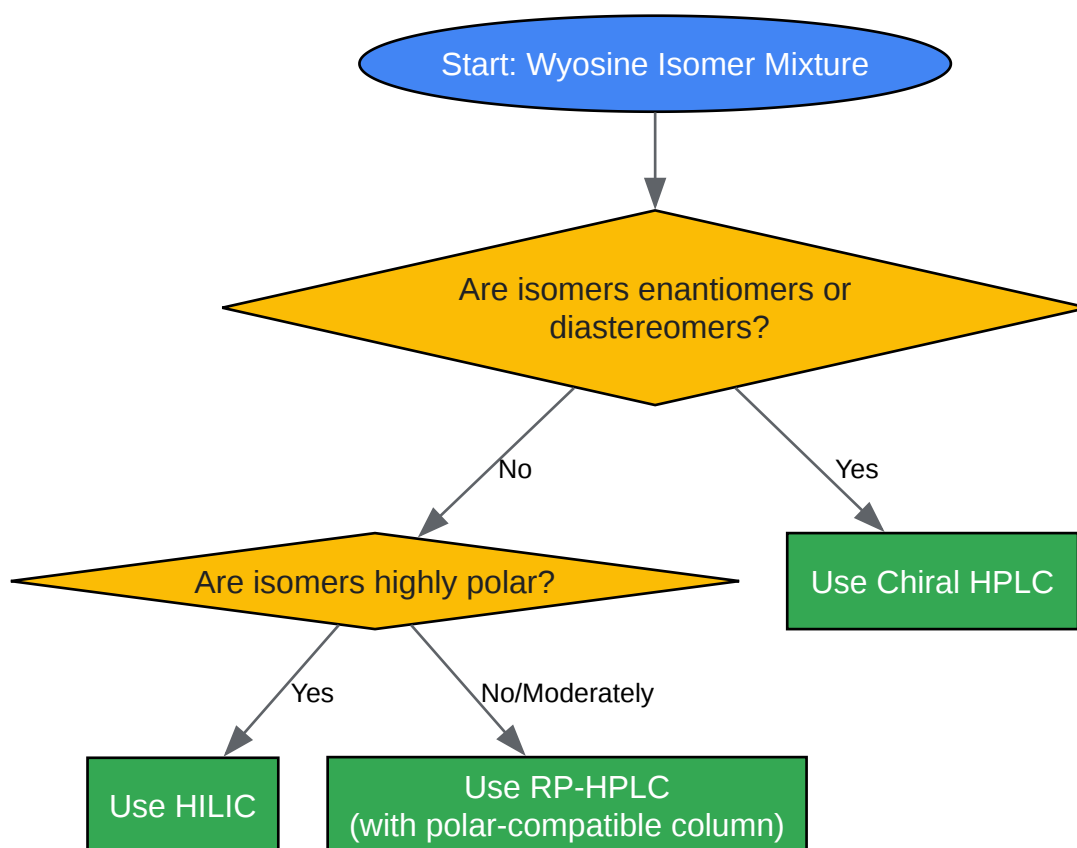 Start: Wyosine Isomer Mixture
Are isomers enantiomers or
diastereomers?
No
Yes
Are isomers highly polar?
Use Chiral HPLC
Yes
No/Moderately
Use HILIC
Use RP-HPLC
(with polar-compatible column)